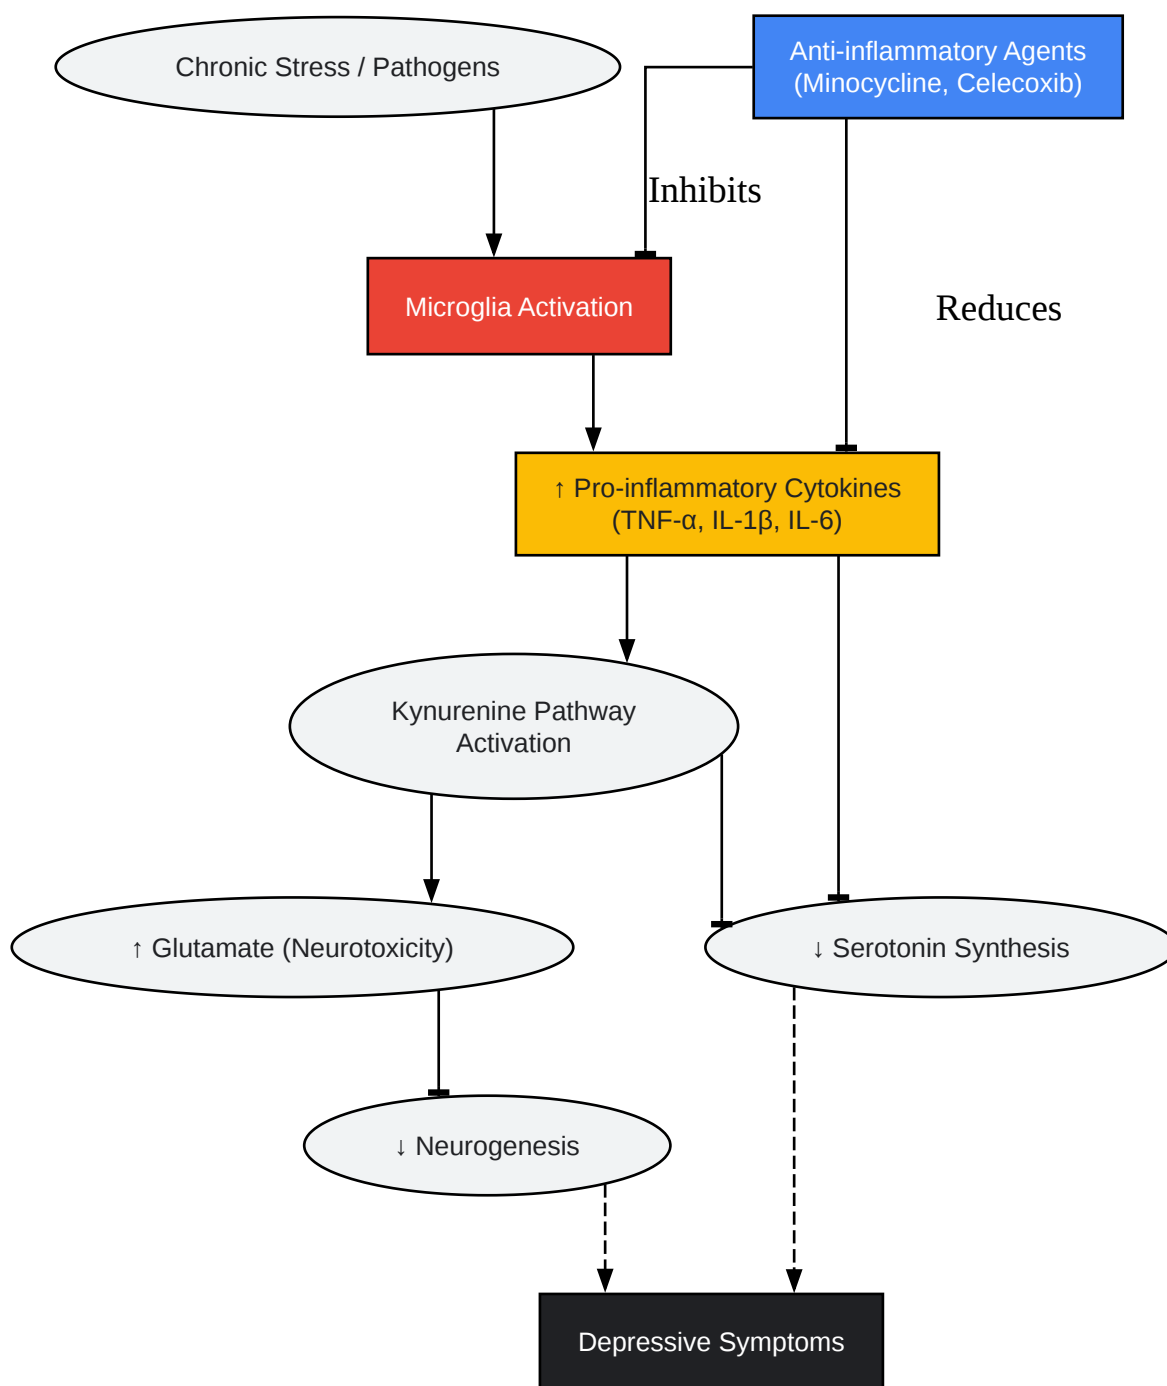 Chronic Stress / Pathogens
Anti-inflammatory Agents
(Minocycline, Celecoxib)
Inhibits
Microglia Activation
Reduces
↑ Pro-inflammatory Cytokines
(TNF-α, IL-1β, IL-6)
Kynurenine Pathway
Activation
↑ Glutamate (Neurotoxicity)
↓ Serotonin Synthesis
↓ Neurogenesis
Depressive Symptoms